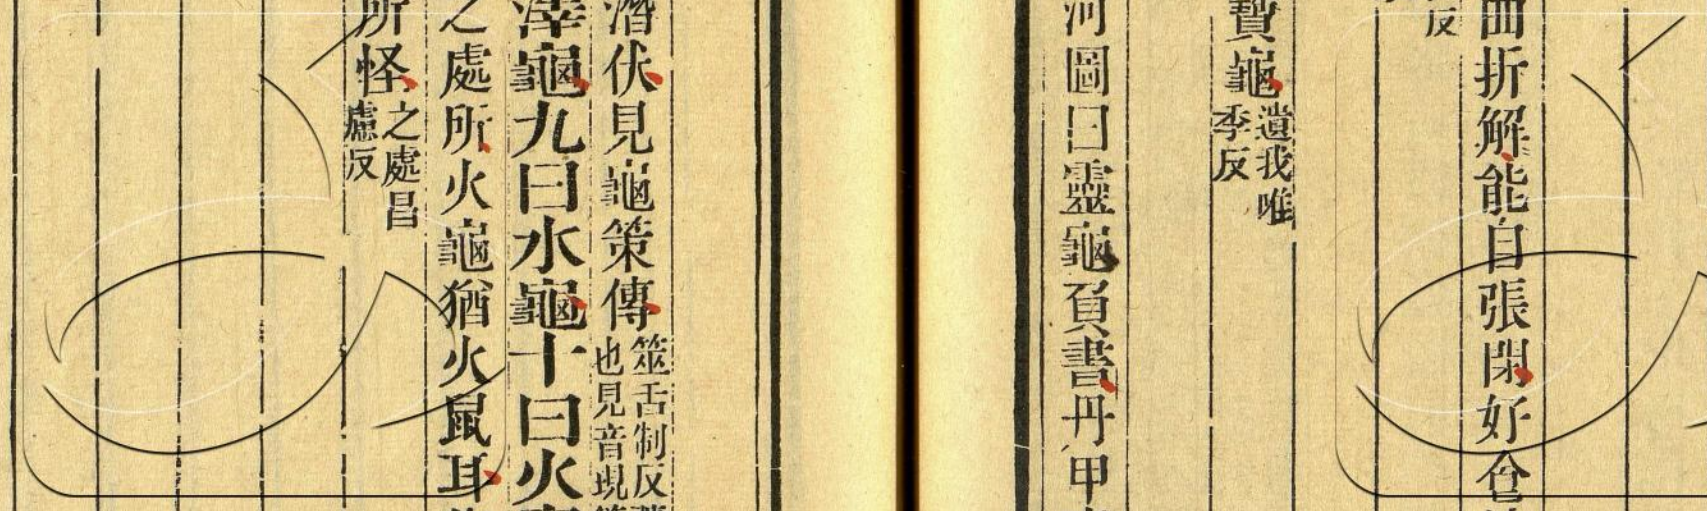 曲折解能自張閉好食
反
寶龜
遺我唯
季反
河圖曰靈龜負書丹甲
潛伏見龜策傳
筮舌制反
也見音現
澤龜九曰水龜十曰火
之處所火龜猶火鼠耳
所怪
之處昌
慮反